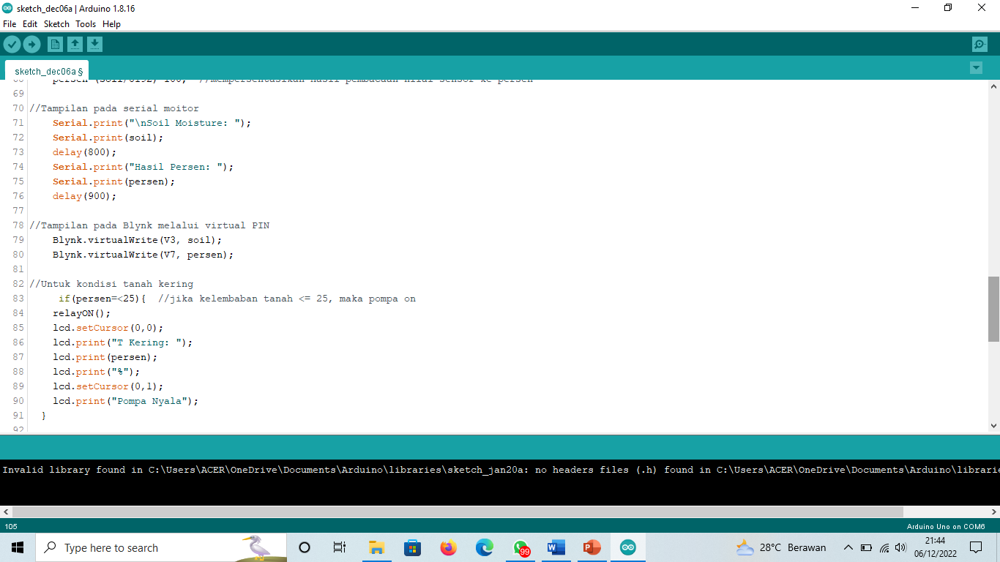 sketch_dec06a | Arduino 1.8.16
File Edit Sketch Tools Help
sketch_dec06a §
68 persen=(soil/8192)*100; //mempersentasikan hasil pembacaan nilai sensor ke persen
69
70 //Tampilan pada serial moitor
71 Serial.print("\nSoil Moisture: ");
72 Serial.print(soil);
73 delay(800);
74 Serial.print("Hasil Persen: ");
75 Serial.print(persen);
76 delay(900);
77
78 //Tampilan pada Blynk melalui virtual PIN
79 Blynk.virtualWrite(V3, soil);
80 Blynk.virtualWrite(V7, persen);
81
82 //Untuk kondisi tanah kering
83 if(persen=<25){ //jika kelembaban tanah <= 25, maka pompa on
84 relayON();
85 lcd.setCursor(0,0);
86 lcd.print("T Kering: ");
87 lcd.print(persen);
88 lcd.print("%");
89 lcd.setCursor(0,1);
90 lcd.print("Pompa Nyala");
91 }
92
Invalid library found in C:\Users\ACER\OneDrive\Documents\Arduino\libraries\sketch_jan20a: no headers files (.h) found in C:\Users\ACER\OneDrive\Documents\Arduino\librarie
105
Arduino Uno on COM6
Type here to search
99
28°C Berawan
21:44
06/12/2022